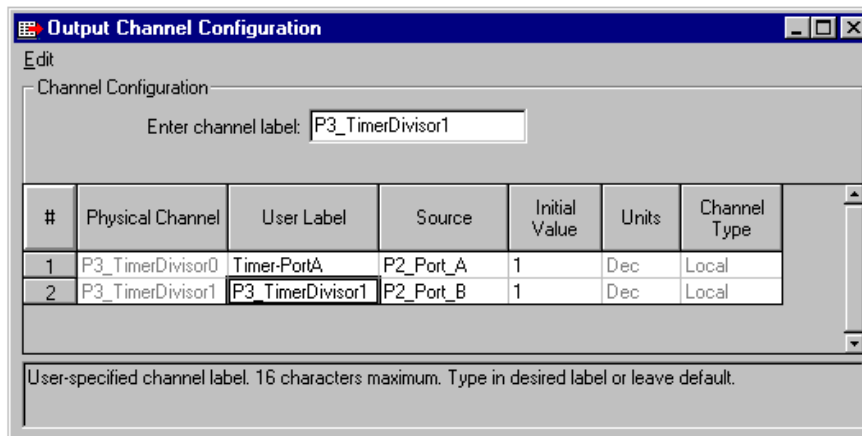 Output Channel Configuration
Edit
Channel Configuration
Enter channel label: P3_TimerDivisor1
# Physical Channel User Label Source Initial Value Units Channel Type
1 P3_TimerDivisor0 Timer-PortA P2_Port_A 1 Dec Local
2 P3_TimerDivisor1 P3_TimerDivisor1 P2_Port_B 1 Dec Local
User-specified channel label. 16 characters maximum. Type in desired label or leave default.